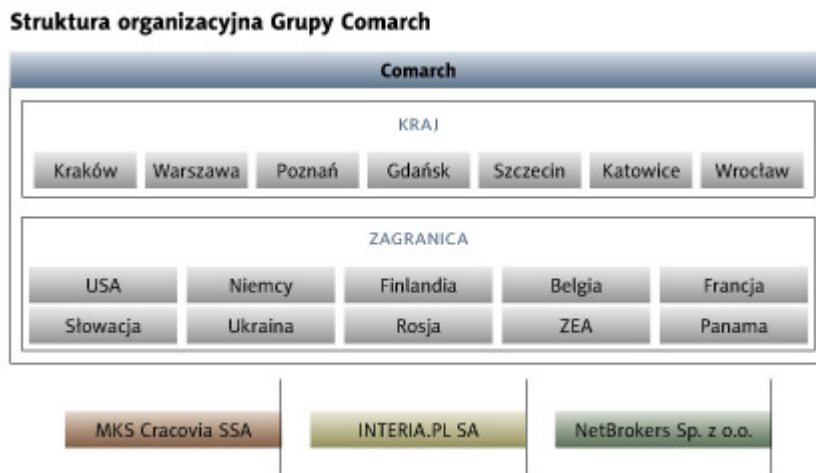 Struktura organizacyjna Grupy Comarch
Comarch
KRAJ
Kraków Warszawa Poznań Gdańsk Szczecin Katowice Wrocław
ZAGRANICA
USA Niemcy Finlandia Belgia Francja
Słowacja Ukraina Rosja ZEA Panama
MKS Cracovia SSA INTERIA.PL SA NetBrokers Sp. z o.o.